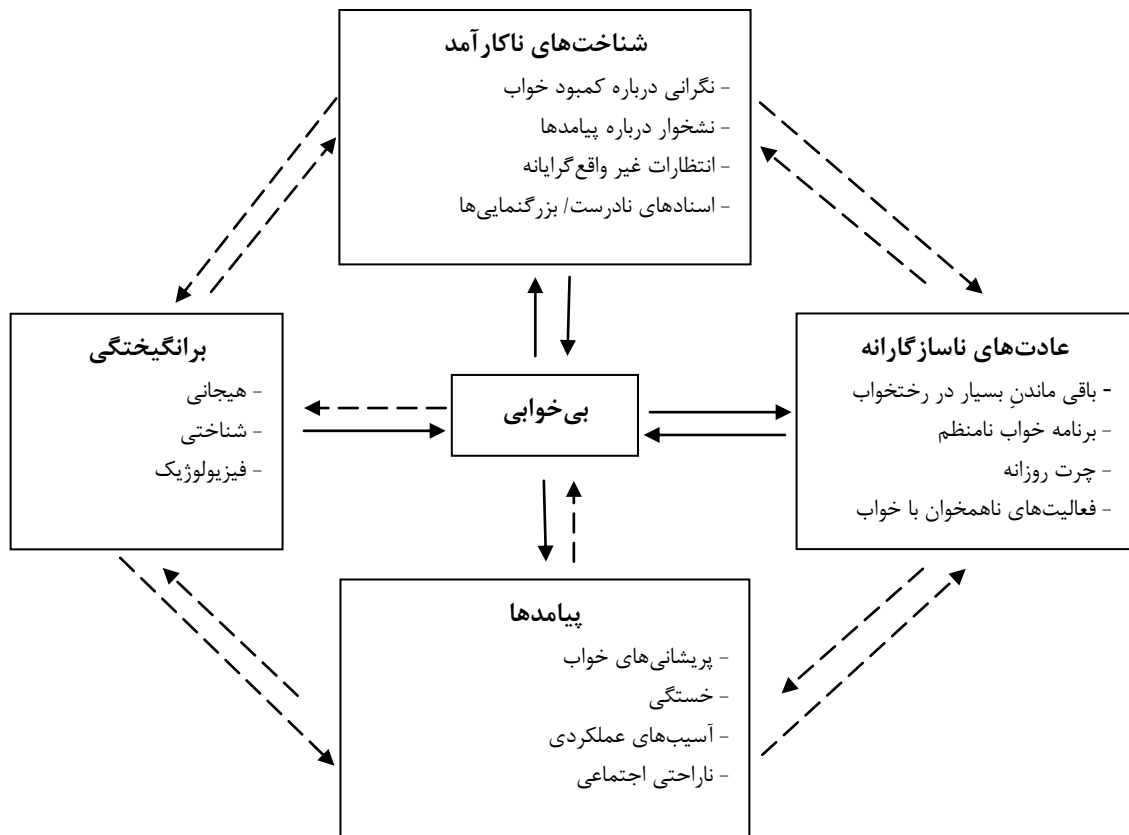 شناخت‌های ناکارآمد
- نگرانی درباره کمبود خواب
- نشخوار درباره پیامدها
- انتظارات غیر واقع‌گرایانه
- اسنادهای نادرست/ بزرگنمایی‌ها
عادت‌های ناسازگارانه
- باقی ماندنِ بسیار در رختخواب
- برنامه خواب نامنظم
- چرت روزانه
- فعالیت‌های ناهمخوان با خواب
بی‌خوابی
برانگیختگی
- هیجانی
- شناختی
- فیزیولوژیک
پیامدها
- پریشانی‌های خواب
- خستگی
- آسیب‌های عملکردی
- ناراحتی اجتماعی